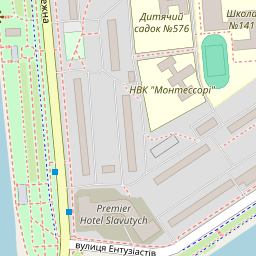 Дитячий
садок №576
Школа
№141
НВК "Монтессорі"
Premier
Hotel Slavutych
вулиця Ентузіастів